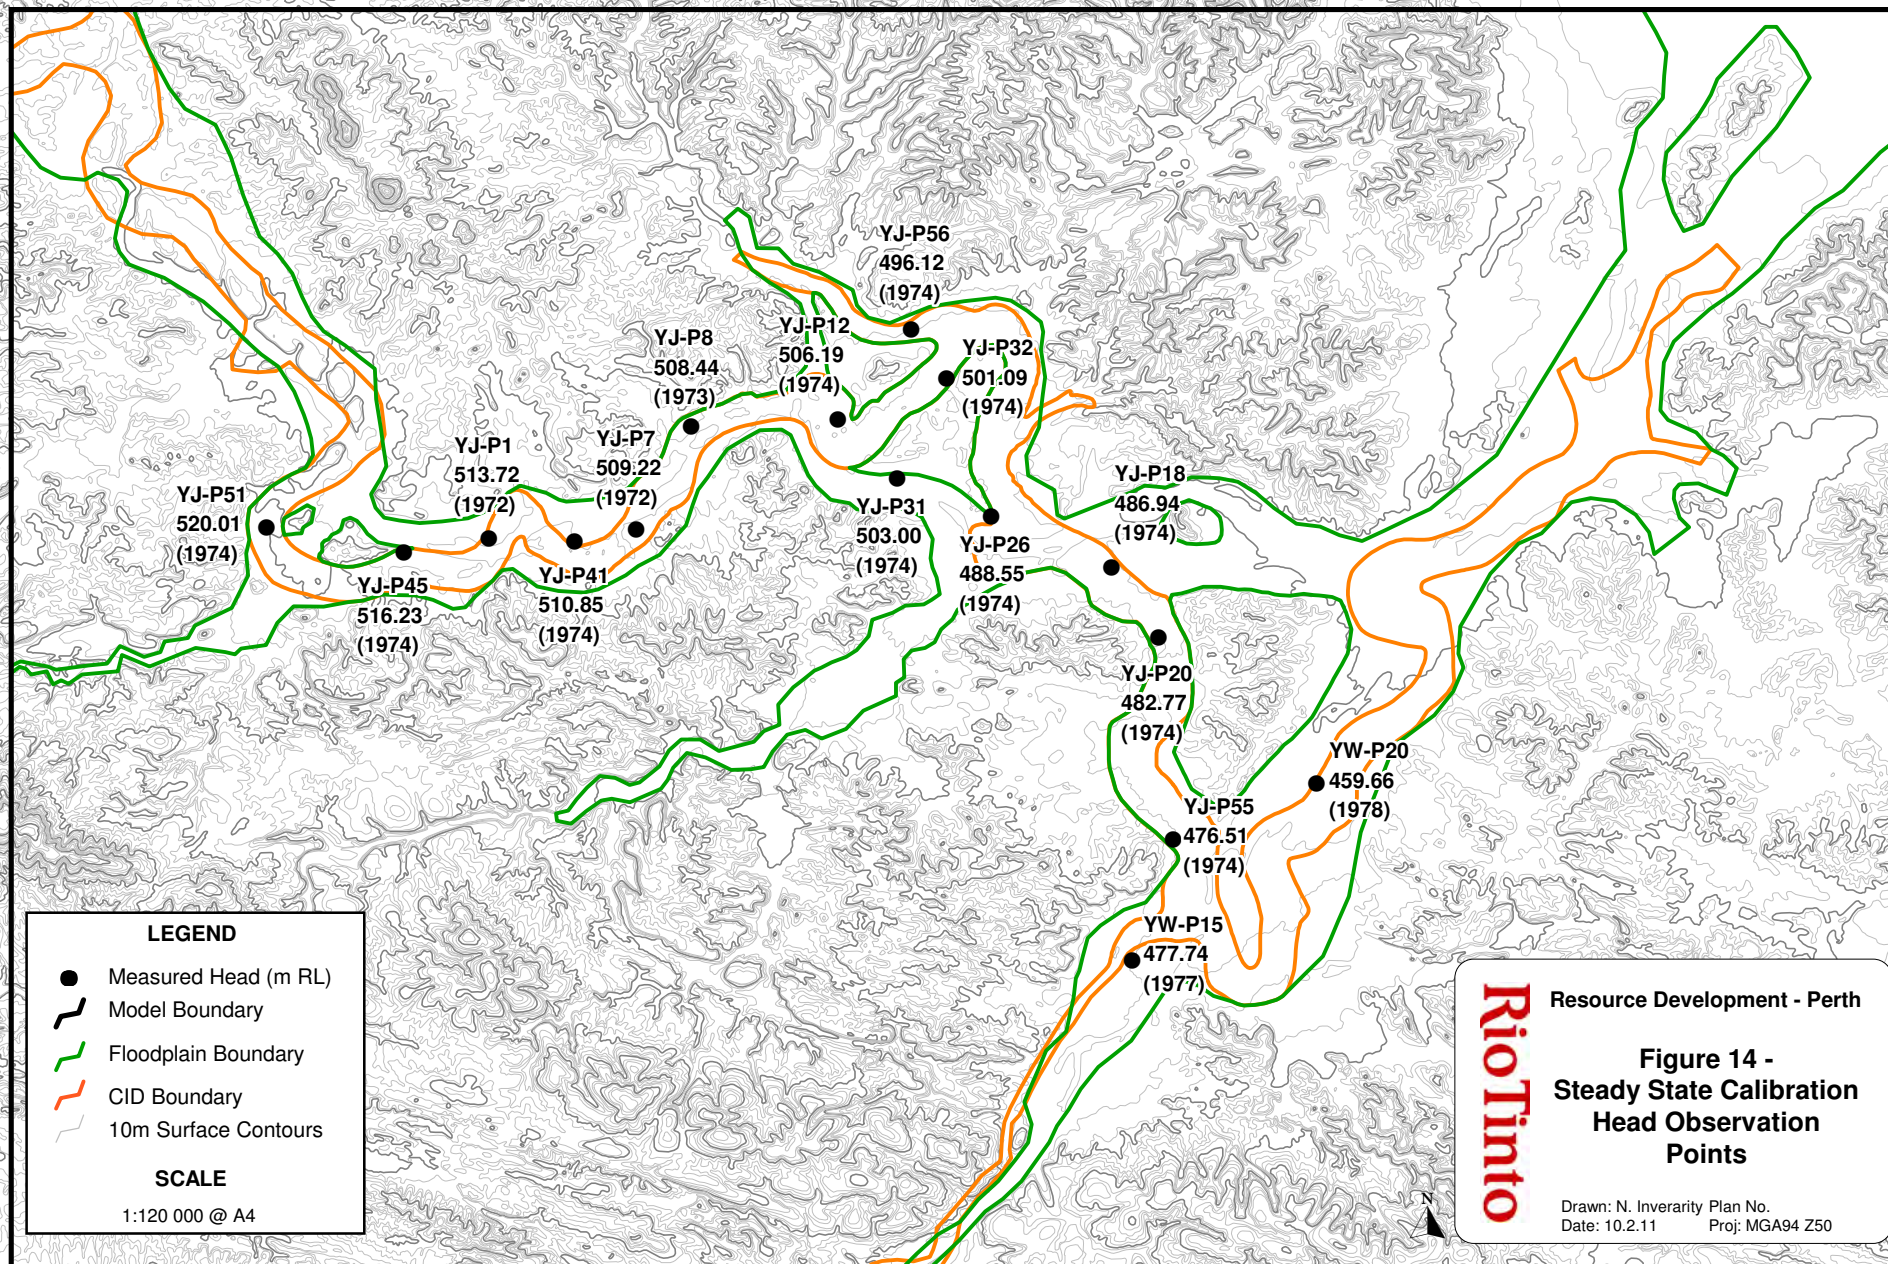 YJ-P56
496.12
(1974)
YJ-P12
506.19
(1974)
YJ-P8
508.44
(1973)
YJ-P32
501.09
(1974)
YJ-P1
513.72
(1972)
YJ-P7
509.22
(1972)
YJ-P51
520.01
(1974)
YJ-P18
486.94
(1974)
YJ-P31
503.00
(1974)
YJ-P26
488.55
(1974)
YJ-P45
516.23
(1974)
YJ-P41
510.85
(1974)
YJ-P20
482.77
(1974)
YW-P20
459.66
(1978)
YJ-P55
476.51
(1974)
YW-P15
477.74
(1977)
LEGEND
Measured Head (m RL)
Model Boundary
Floodplain Boundary
CID Boundary
10m Surface Contours
SCALE
1:120 000 @ A4
N
RioTinto
Resource Development - Perth
Figure 14 -
Steady State Calibration
Head Observation
Points
Drawn: N. Inverarity Plan No.
Date: 10.2.11 Proj: MGA94 Z50